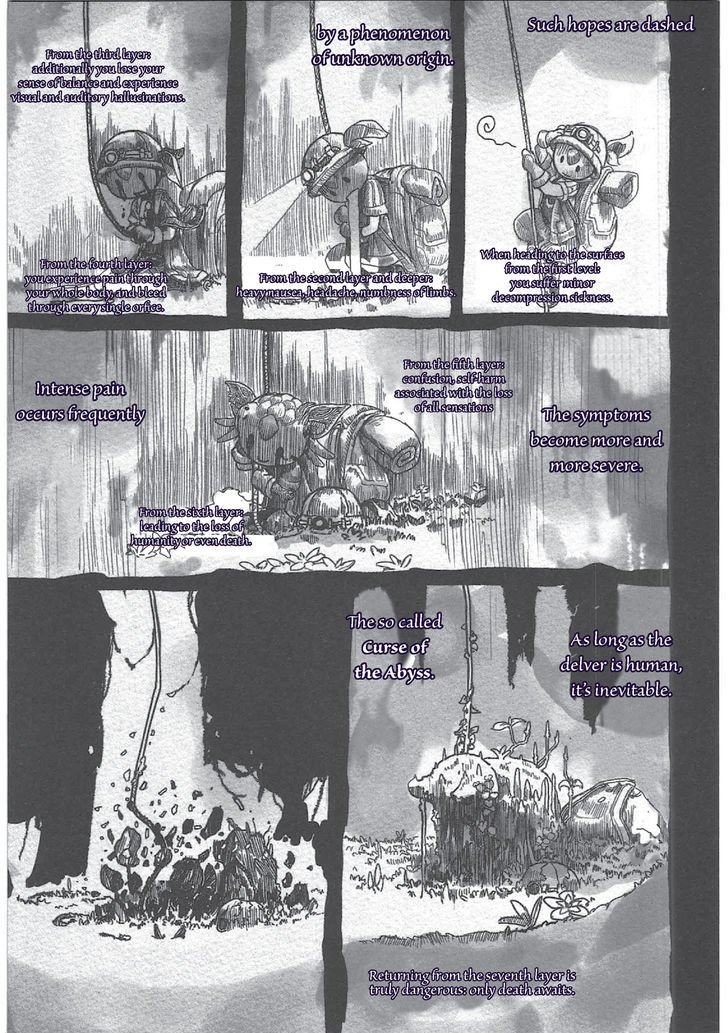 Such hopes are dashed
When heading to the surface
from the first level:
you suffer minor
decompression sickness.
by a phenomenon
of unknown origin.
From the second layer and deeper:
heavy nausea, headache, numbness of limbs.
From the third layer:
additionally you lose your
sense of balance and experience
visual and auditory hallucinations.
From the fourth layer:
you experience pain through
your whole body, and bleed
through every single orfice.
The symptoms
become more and
more severe.
From the fifth layer:
confusion, self-harm
associated with the loss
of all sensations
Intense pain
occurs frequently
From the sixth layer:
leading to the loss of
humanity or even death.
As long as the
delver is human,
it's inevitable.
The so called
Curse of
the Abyss.
Returning from the seventh layer is
truly dangerous: only death awaits.